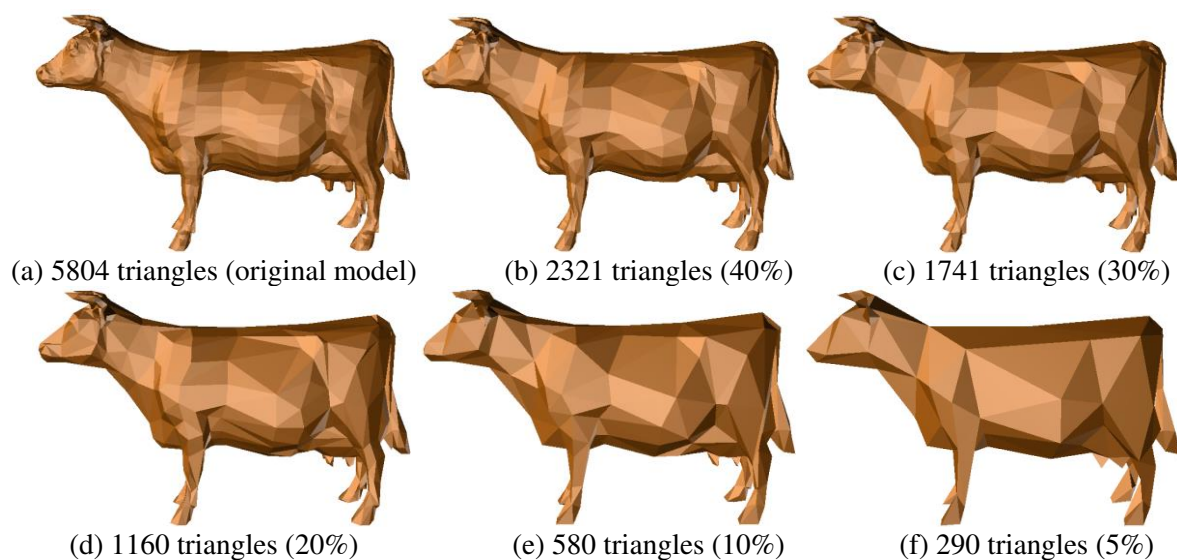 (a) 5804 triangles (original model)
(b) 2321 triangles (40%)
(c) 1741 triangles (30%)
(d) 1160 triangles (20%)
(e) 580 triangles (10%)
(f) 290 triangles (5%)